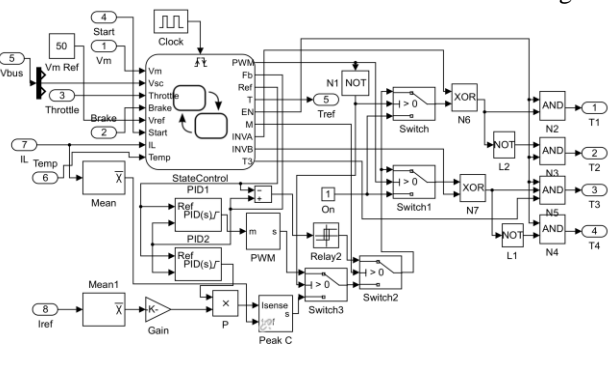 4
Start
Clock
50
Vm Ref
1
Vm
5
Vbus
3
Throttle
Brake
2
7
IL
Temp
6
Vm
Vsc
Throttle
Brake
Vref
Start
IL
Temp
PWM
Fb
Ref
T
EN
M
INVA
INVB
T3
StateControl
N1
NOT
5
Tref
> 0
Switch
XOR
N6
AND
N2
1
T1
NOT
L2
AND
N3
2
T2
> 0
Switch1
XOR
N7
AND
N5
3
T3
NOT
L1
AND
N4
4
T4
1
On
X
Mean
PID1
Ref
PID(s)
PID2
Ref
PID(s)
−
+
m s
PWM
Relay2
> 0
Switch3
> 0
Switch2
8
Iref
Mean1
X
K-
Gain
×
P
Isense
s
Peak C